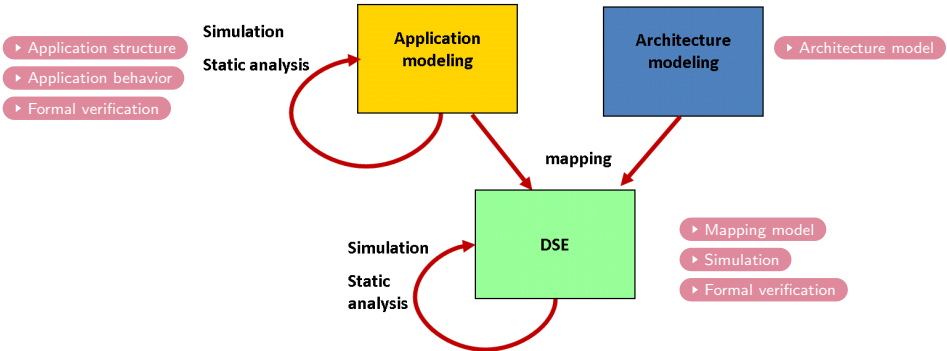 Application structure
Application behavior
Formal verification
Simulation
Static analysis
Application
modeling
Architecture
modeling
Architecture model
mapping
Simulation
Static
analysis
DSE
Mapping model
Simulation
Formal verification